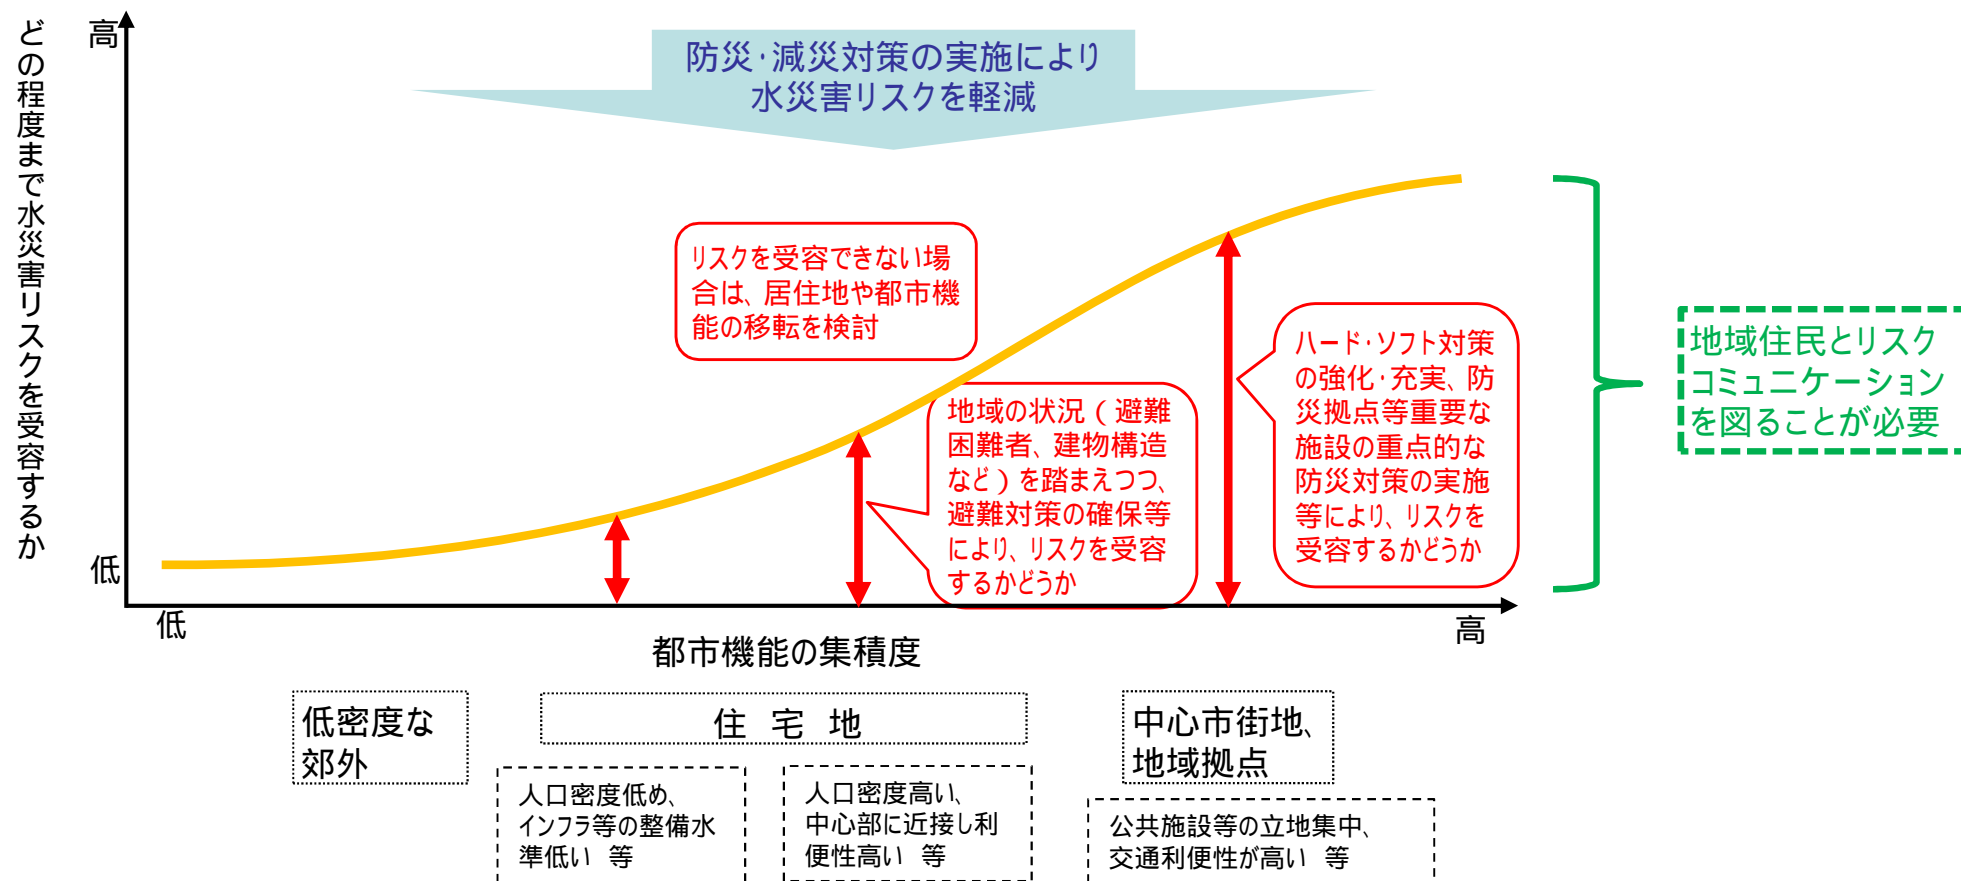 どの程度まで水災害リスクを受容するか
高
防災・減災対策の実施により
水災害リスクを軽減
リスクを受容できない場
合は、居住地や都市機
能の移転を検討
地域の状況（避難
困難者、建物構造
など）を踏まえつつ、
避難対策の確保等
により、リスクを受容
するかどうか
ハード・ソフト対策
の強化・充実、防
災拠点等重要な
施設の重点的な
防災対策の実施
等により、リスクを
受容するかどうか
地域住民とリスク
コミュニケーション
を図ることが必要
低
低
高
都市機能の集積度
低密度な
郊外
住 宅 地
中心市街地、
地域拠点
人口密度低め、
インフラ等の整備水
準低い 等
人口密度高い、
中心部に近接し利
便性高い 等
公共施設等の立地集中、
交通利便性が高い 等